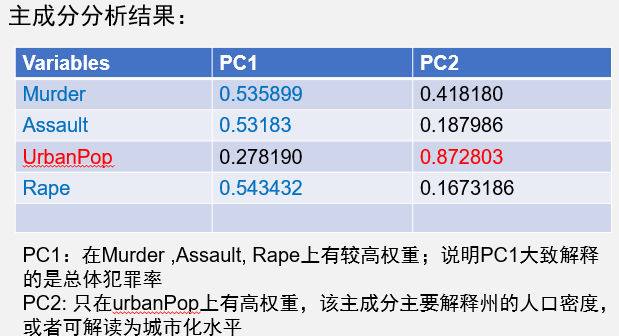 主成分分析结果：
Variables PC1 PC2
Murder 0.535899 0.418180
Assault 0.53183 0.187986
UrbanPop 0.278190 0.872803
Rape 0.543432 0.1673186
PC1：在Murder ,Assault, Rape上有较高权重；说明PC1大致解释
的是总体犯罪率
PC2: 只在urbanPop上有高权重，该主成分主要解释州的人口密度，
或者可解读为城市化水平